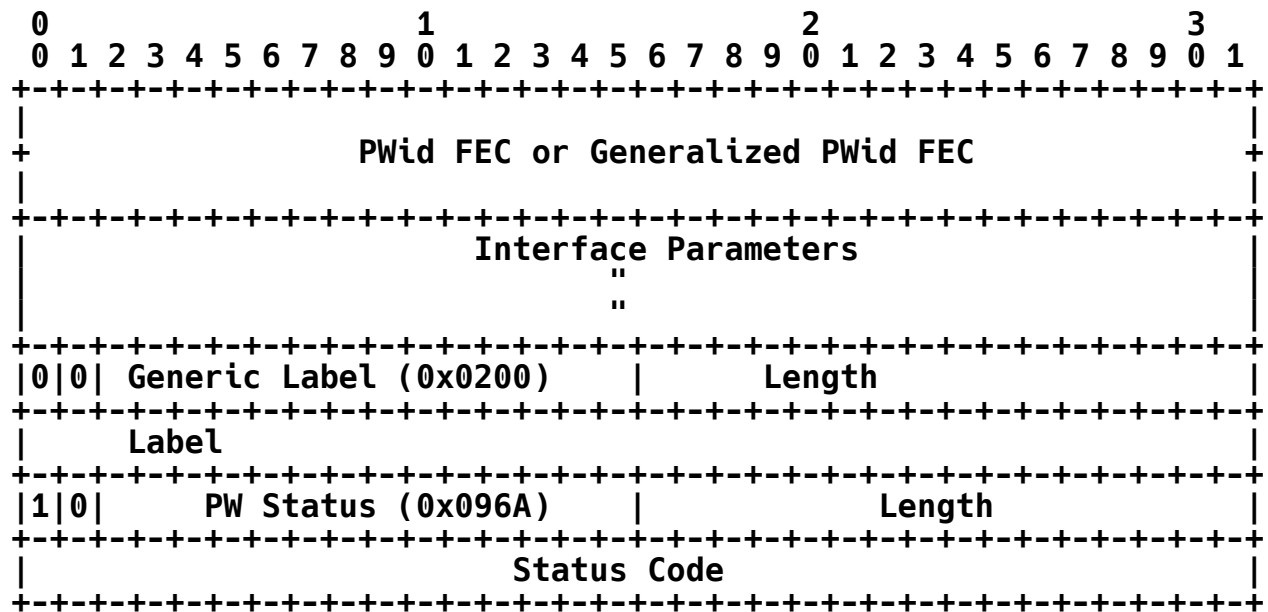 0                   1                   2                   3
 0 1 2 3 4 5 6 7 8 9 0 1 2 3 4 5 6 7 8 9 0 1 2 3 4 5 6 7 8 9 0 1
+-+-+-+-+-+-+-+-+-+-+-+-+-+-+-+-+-+-+-+-+-+-+-+-+-+-+-+-+-+-+-+-+
|                                                               |
+                 PWid FEC or Generalized PWid FEC              +
|                                                               |
+-+-+-+-+-+-+-+-+-+-+-+-+-+-+-+-+-+-+-+-+-+-+-+-+-+-+-+-+-+-+-+-+
|                       Interface Parameters                    |
|                              "                                |
|                              "                                |
+-+-+-+-+-+-+-+-+-+-+-+-+-+-+-+-+-+-+-+-+-+-+-+-+-+-+-+-+-+-+-+-+
|0|0| Generic Label (0x0200)    |      Length                   |
+-+-+-+-+-+-+-+-+-+-+-+-+-+-+-+-+-+-+-+-+-+-+-+-+-+-+-+-+-+-+-+-+
|     Label                                                     |
+-+-+-+-+-+-+-+-+-+-+-+-+-+-+-+-+-+-+-+-+-+-+-+-+-+-+-+-+-+-+-+-+
|1|0|     PW Status (0x096A)    |            Length             |
+-+-+-+-+-+-+-+-+-+-+-+-+-+-+-+-+-+-+-+-+-+-+-+-+-+-+-+-+-+-+-+-+
|                         Status Code                           |
+-+-+-+-+-+-+-+-+-+-+-+-+-+-+-+-+-+-+-+-+-+-+-+-+-+-+-+-+-+-+-+-+